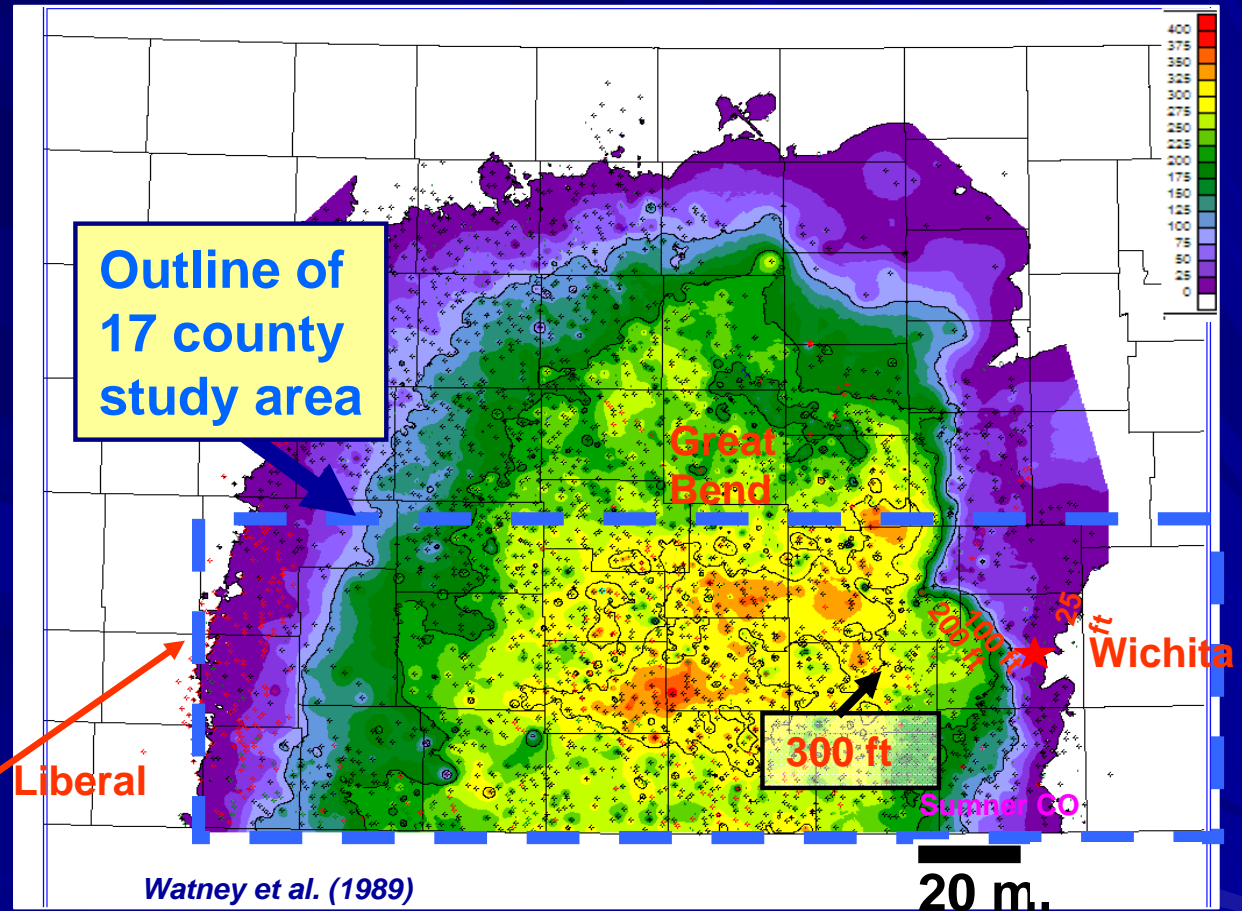 400
375
350
325
300
275
250
225
200
175
150
125
100
75
50
25
0
Outline of
17 county
study area
Great
Bend
25 ft
100 ft
200 ft
Wichita
300 ft
Liberal
Sumner CO
Watney et al. (1989)
20 m.